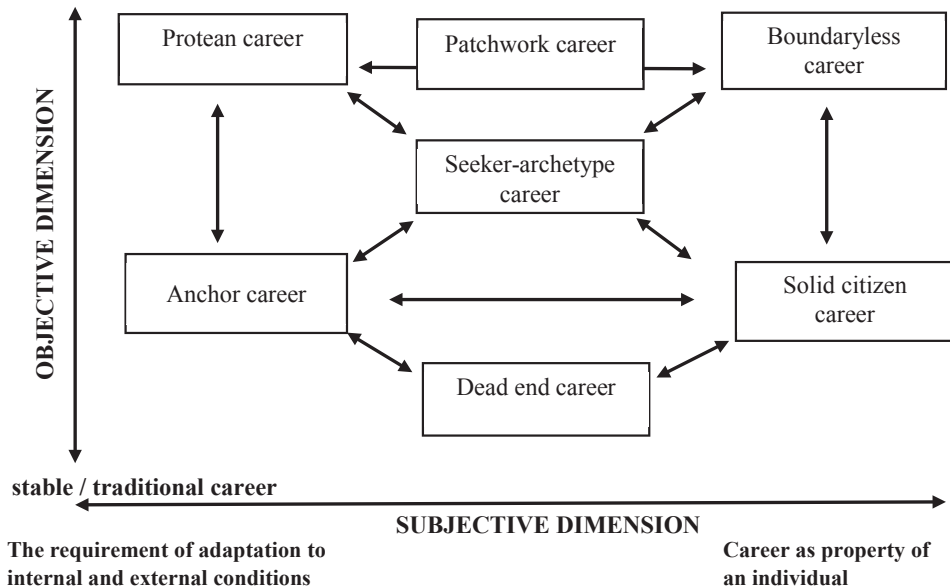 Protean career
Patchwork career
Boundaryless
career
Seeker-archetype
career
Anchor career
Solid citizen
career
Dead end career
OBJECTIVE DIMENSION
stable / traditional career
SUBJECTIVE DIMENSION
The requirement of adaptation to
internal and external conditions
Career as property of
an individual